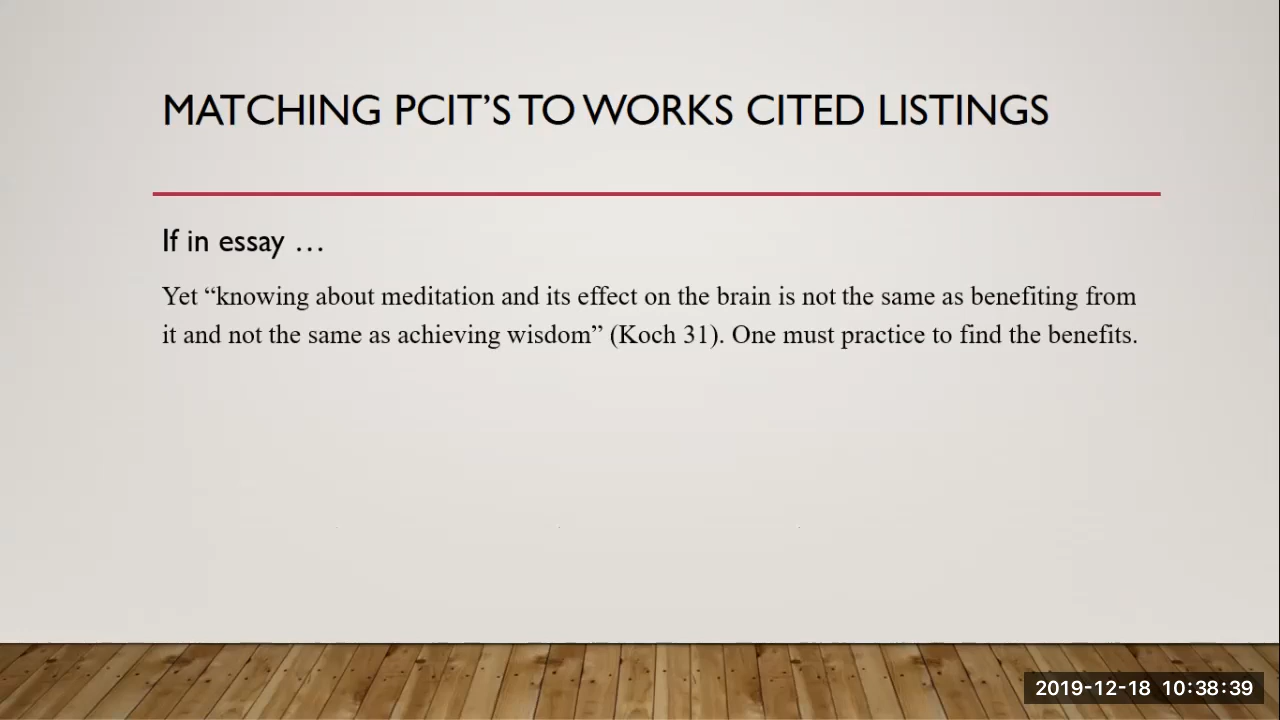 MATCHING PCIT’S TO WORKS CITED LISTINGS
If in essay …
Yet “knowing about meditation and its effect on the brain is not the same as benefiting from
it and not the same as achieving wisdom” (Koch 31). One must practice to find the benefits.
2019-12-18 10:38:39